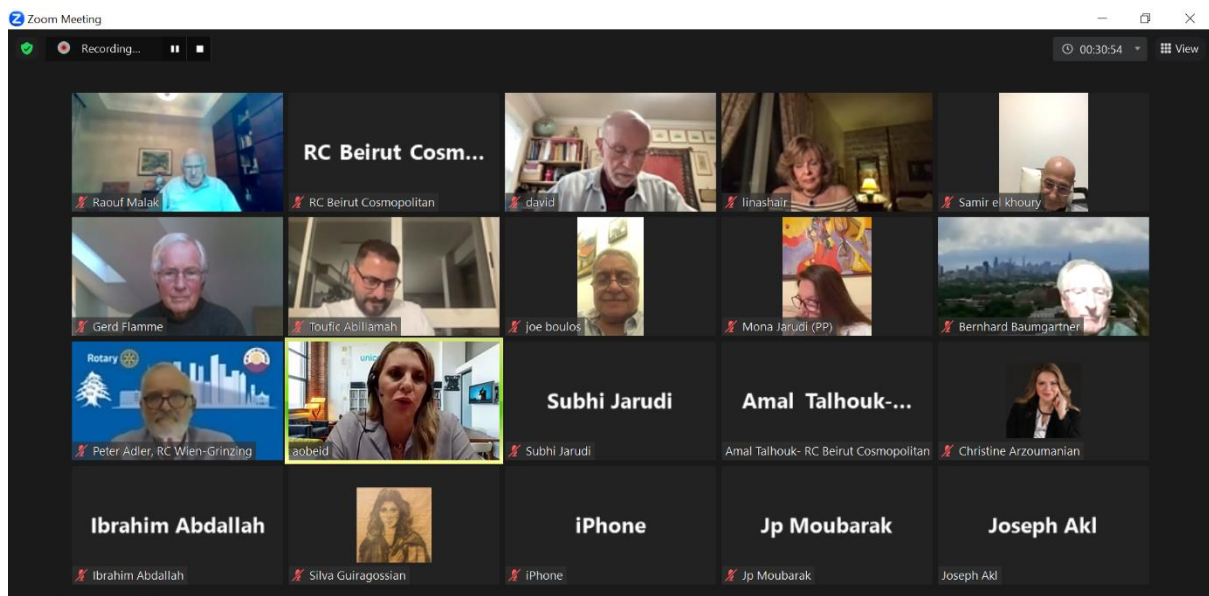 Zoom Meeting
Recording...
00:30:54
View
Raouf Malak
RC Beirut Cosm...
RC Beirut Cosmopolitan
david
linashair
Samir el khoury
Gerd Flamme
Toufic Abillamah
joe boulos
Mona Jarudi (PP)
Bernhard Baumgartner
Rotary
Peter Adler, RC Wien-Grinzing
unic
aobeid
Subhi Jarudi
Subhi Jarudi
Amal Talhouk-...
Amal Talhouk- RC Beirut Cosmopolitan
Christine Arzoumanian
Ibrahim Abdallah
Ibrahim Abdallah
Silva Guiragossian
iPhone
iPhone
Jp Moubarak
Jp Moubarak
Joseph Akl
Joseph Akl